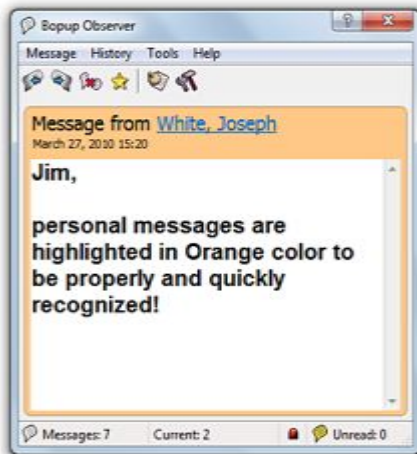 Bopup Observer
Message History Tools Help
Message from White, Joseph
March 27, 2010 15:20
Jim,
personal messages are
highlighted in Orange color to
be properly and quickly
recognized!
Messages: 7 Current: 2 Unread: 0